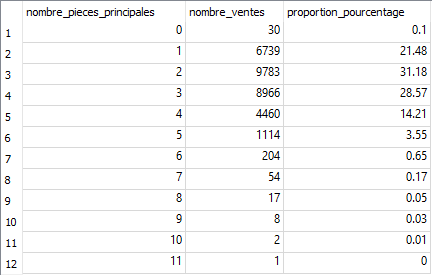 nombre_pieces_principales nombre_ventes proportion_pourcentage
1 0 30 0.1
2 1 6739 21.48
3 2 9783 31.18
4 3 8966 28.57
5 4 4460 14.21
6 5 1114 3.55
7 6 204 0.65
8 7 54 0.17
9 8 17 0.05
10 9 8 0.03
11 10 2 0.01
12 11 1 0